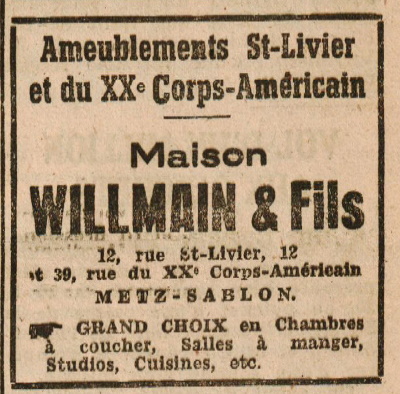 Ameublements St-Livier
et du XXe Corps-Américain
Maison
WILLMAIN & Fils
12, rue St-Livier, 12
et 39, rue du XXe Corps-Américain
METZ-SABLON.
GRAND CHOIX en Chambres
à coucher, Salles à manger,
Studios, Cuisines, etc.